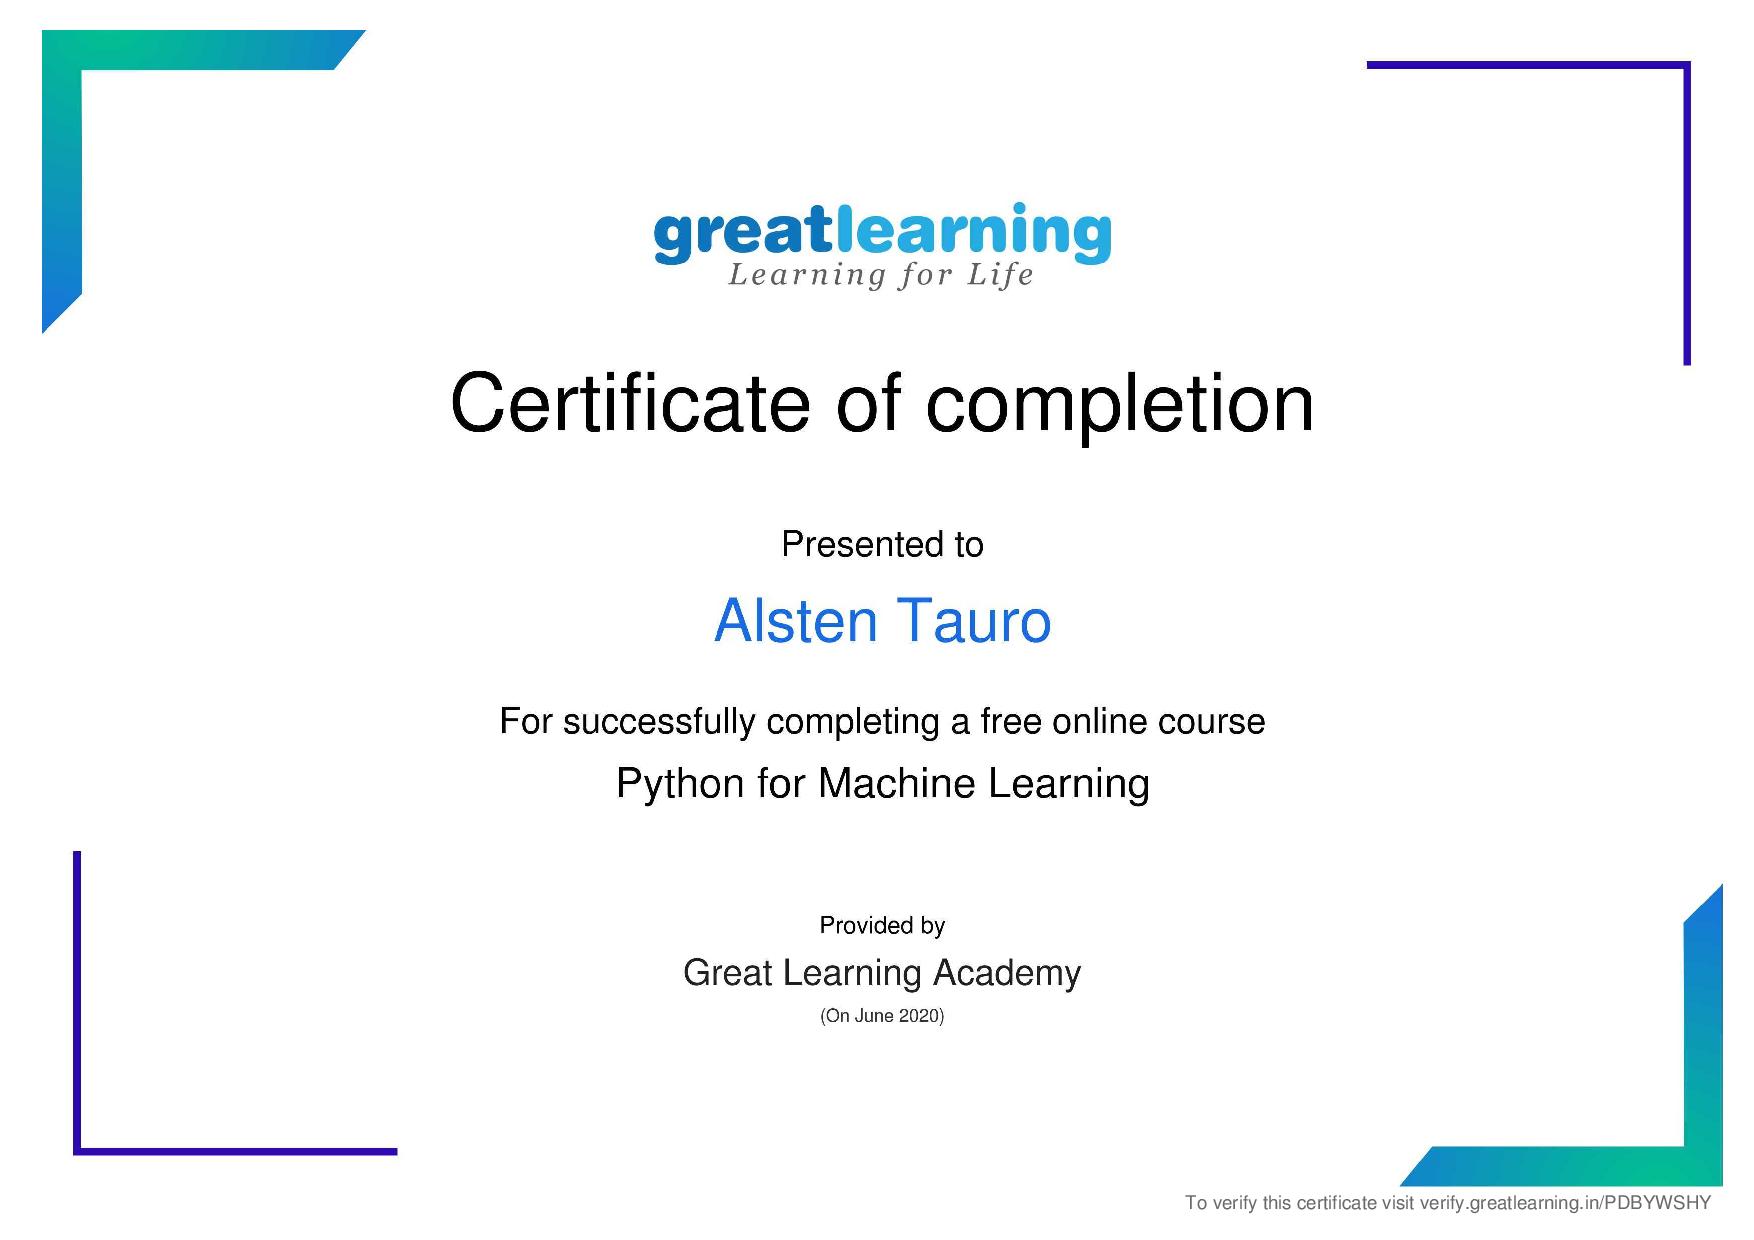 greatlearning
Learning for Life
Certificate of completion
Presented to
Alsten Tauro
For successfully completing a free online course
Python for Machine Learning
Provided by
Great Learning Academy
(On June 2020)
To verify this certificate visit verify.greatlearning.in/PDBYWSHY